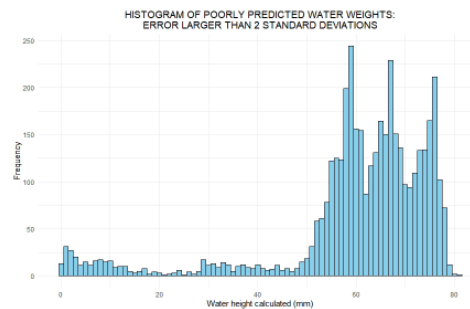 HISTOGRAM OF POORLY PREDICTED WATER WEIGHTS:
ERROR LARGER THAN 2 STANDARD DEVIATIONS
250
200
150
100
50
0
Frequency
0 20 40 60 80
Water height calculated (mm)